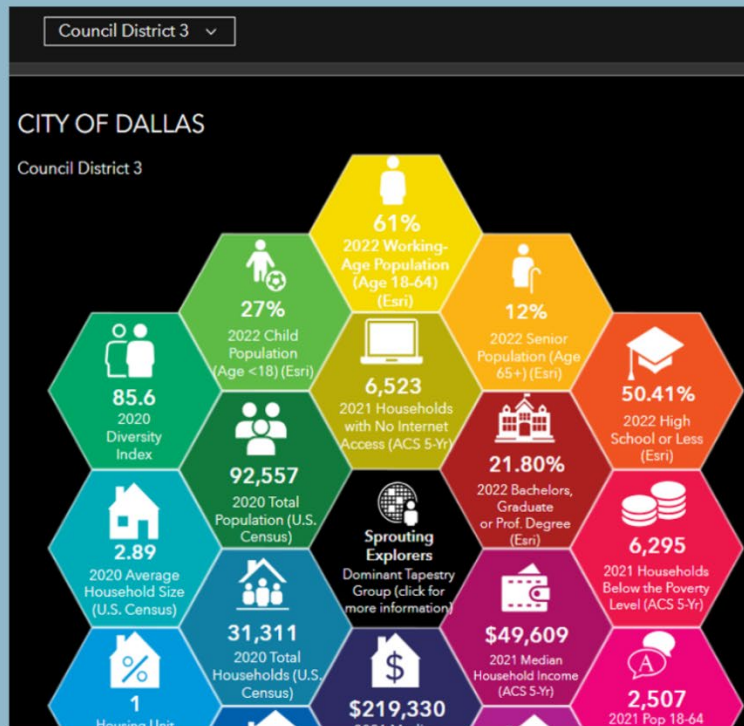 Council District 3
CITY OF DALLAS
Council District 3
61%
2022 Working-
Age Population
(Age 18-64)
(Esri)
27%
2022 Child
Population
(Age <18) (Esri)
12%
2022 Senior
Population (Age
65+) (Esri)
85.6
2020
Diversity
Index
6,523
2021 Households
with No Internet
Access (ACS 5-Yr)
50.41%
2022 High
School or Less
(Esri)
92,557
2020 Total
Population (U.S.
Census)
21.80%
2022 Bachelors,
Graduate
or Prof. Degree
(Esri)
2.89
2020 Average
Household Size
(U.S. Census)
Sprouting
Explorers
Dominant Tapestry
Group (click for
more information)
6,295
2021 Households
Below the Poverty
Level (ACS 5-Yr)
31,311
2020 Total
Households (U.S.
Census)
$49,609
2021 Median
Household Income
(ACS 5-Yr)
%
1
Housing Unit
$
$219,330
A
2,507
2021 Pop 18-64